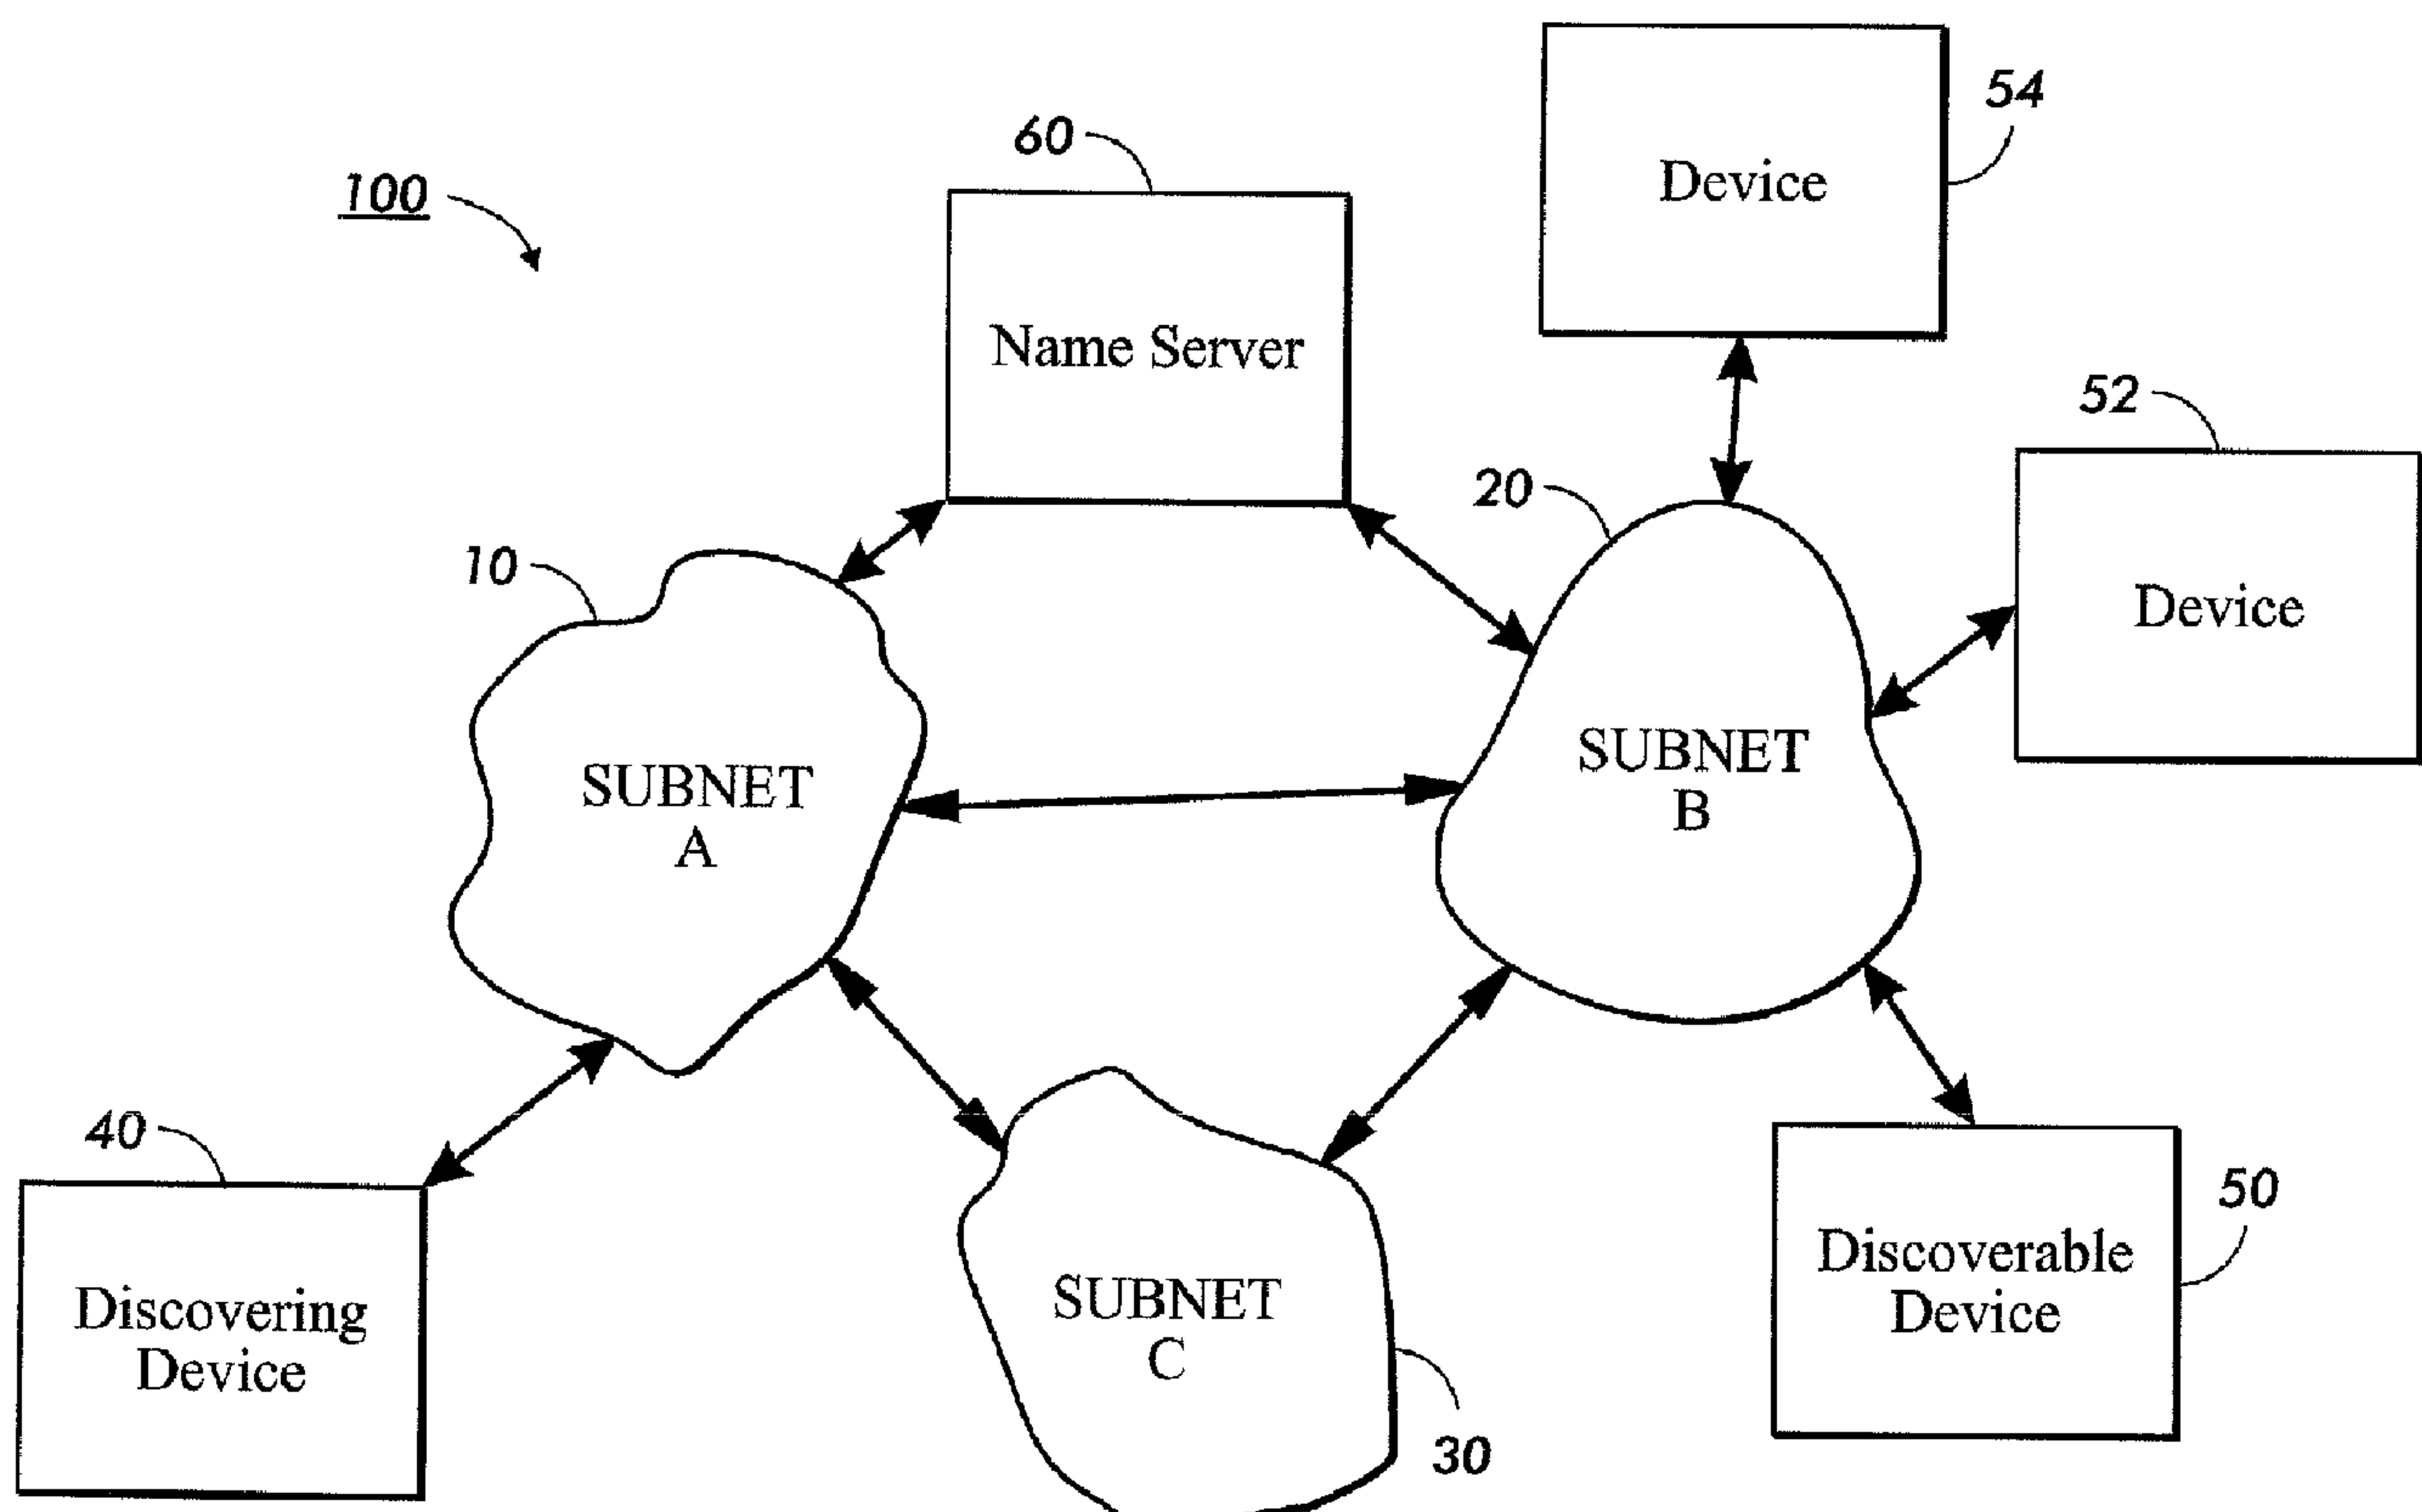 54
60
100
Device
Name Server
52
20
10
Device
SUBNET
B
SUBNET
A
40
50
Discoverable
Device
SUBNET
C
Discovering
Device
30